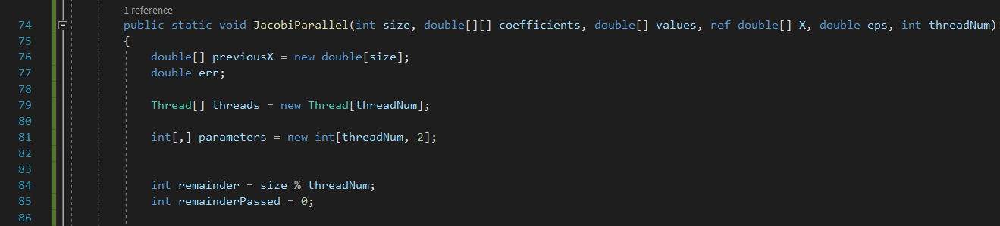 1 reference
74 public static void JacobiParallel(int size, double[][] coefficients, double[] values, ref double[] X, double eps, int threadNum)
75 {
76 double[] previousX = new double[size];
77 double err;
78
79 Thread[] threads = new Thread[threadNum];
80
81 int[,] parameters = new int[threadNum, 2];
82
83
84 int remainder = size % threadNum;
85 int remainderPassed = 0;
86